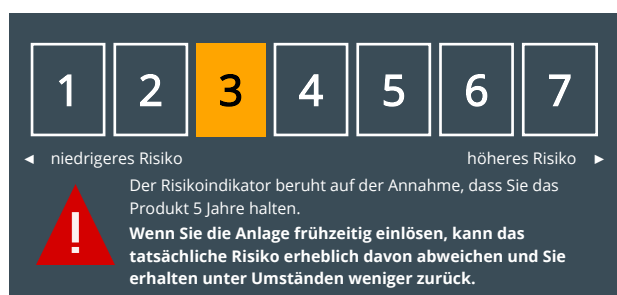 1 2 3 4 5 6 7
◄ niedrigeres Risiko höheres Risiko ►
!
Der Risikoindikator beruht auf der Annahme, dass Sie das
Produkt 5 Jahre halten.
Wenn Sie die Anlage frühzeitig einlösen, kann das
tatsächliche Risiko erheblich davon abweichen und Sie
erhalten unter Umständen weniger zurück.